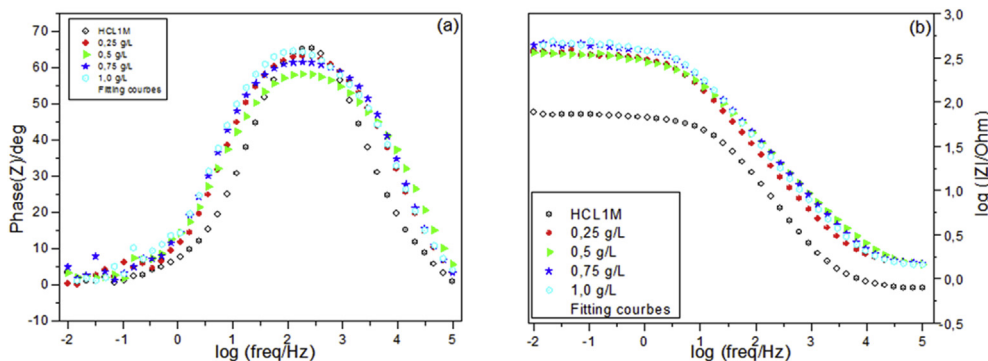 (a)
HCL1M
0,25 g/L
0,5 g/L
0,75 g/L
1,0 g/L
Fitting courbes
Phase(Z)/deg
70
60
50
40
30
20
10
0
-10
-2 -1 0 1 2 3 4 5
log (freq/Hz)
(b)
HCL1M
0,25 g/L
0,5 g/L
0,75 g/L
1,0 g/L
Fitting courbes
3,0
2,5
2,0
1,5
1,0
0,5
0,0
0,5
log (|Z|/Ohm)
-2 -1 0 1 2 3 4 5
log (freq/Hz)